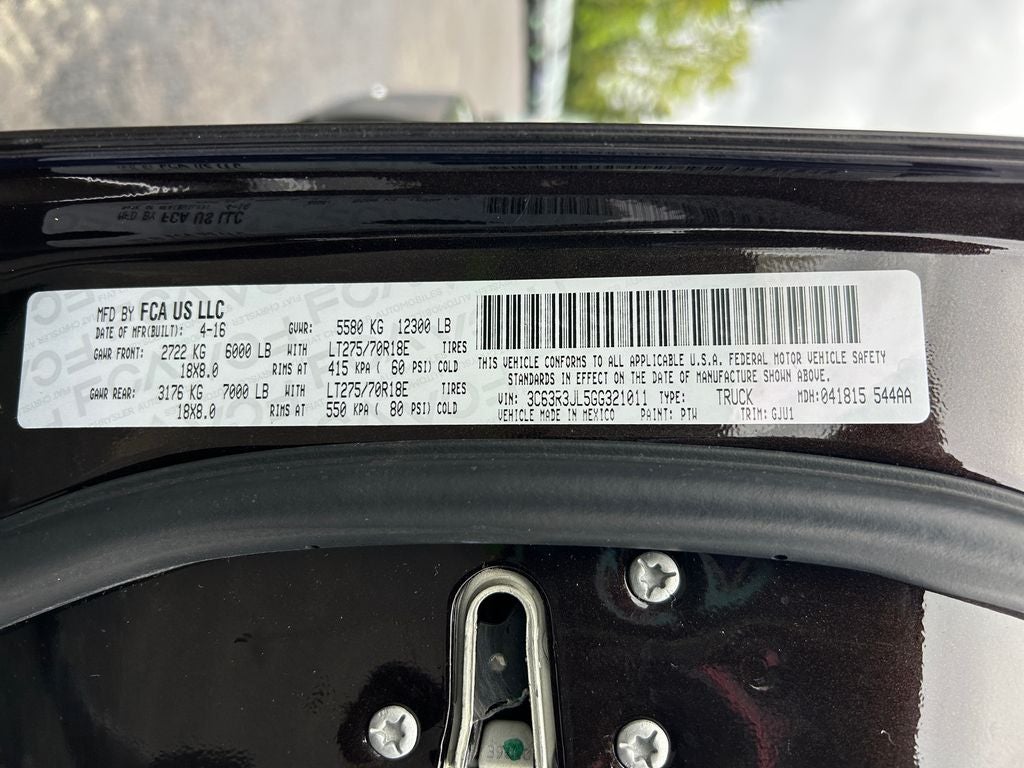 MFD BY FCA US LLC
DATE OF MFR(BUILT): 4-16 GVWR: 5580 KG 12300 LB
GAWR FRONT: 2722 KG 6000 LB WITH LT275/70R18E TIRES
18X8.0 RIMS AT 415 KPA ( 60 PSI) COLD
GAWR REAR: 3176 KG 7000 LB WITH LT275/70R18E TIRES
18X8.0 RIMS AT 550 KPA ( 80 PSI) COLD
THIS VEHICLE CONFORMS TO ALL APPLICABLE U.S.A. FEDERAL MOTOR VEHICLE SAFETY
STANDARDS IN EFFECT ON THE DATE OF MANUFACTURE SHOWN ABOVE.
VIN: 3C63R3JL5GG321011 TYPE: TRUCK MDH: 041815 544AA
VEHICLE MADE IN MEXICO PAINT: PTW TRIM: GJU1